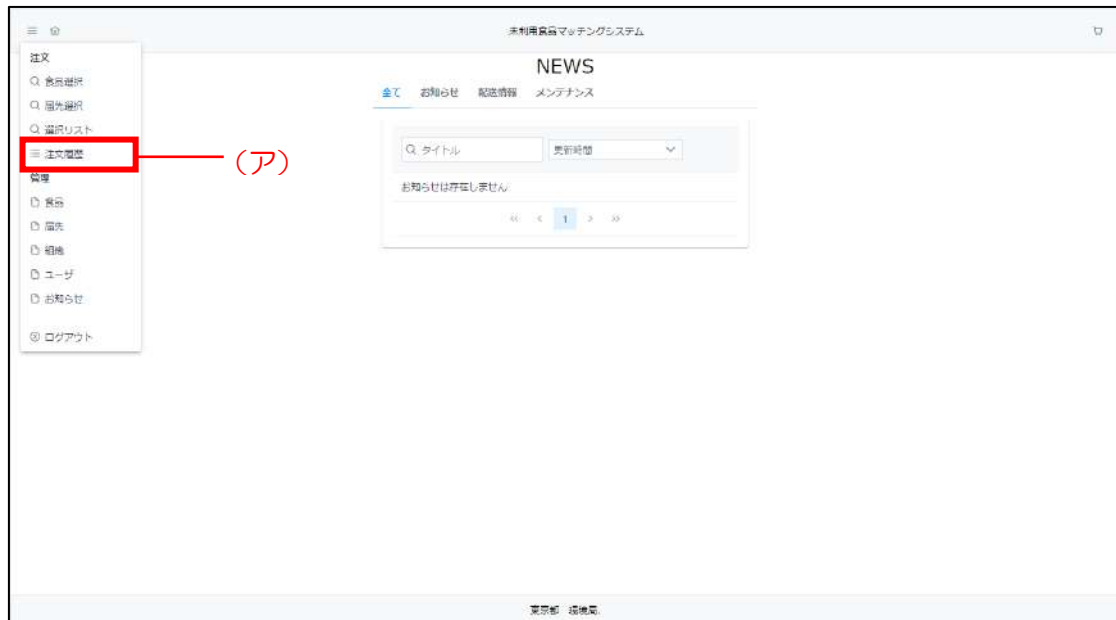 未利用食品マッチングシステム
注文
食品選択
届先選択
選択リスト
注文履歴
(ア)
管理
食品
届先
組織
ユーザ
お知らせ
ログアウト
NEWS
全て お知らせ 配送情報 メンテナンス
タイトル 更新時間
お知らせは存在しません
<< < 1 > >>
東京都 環境局